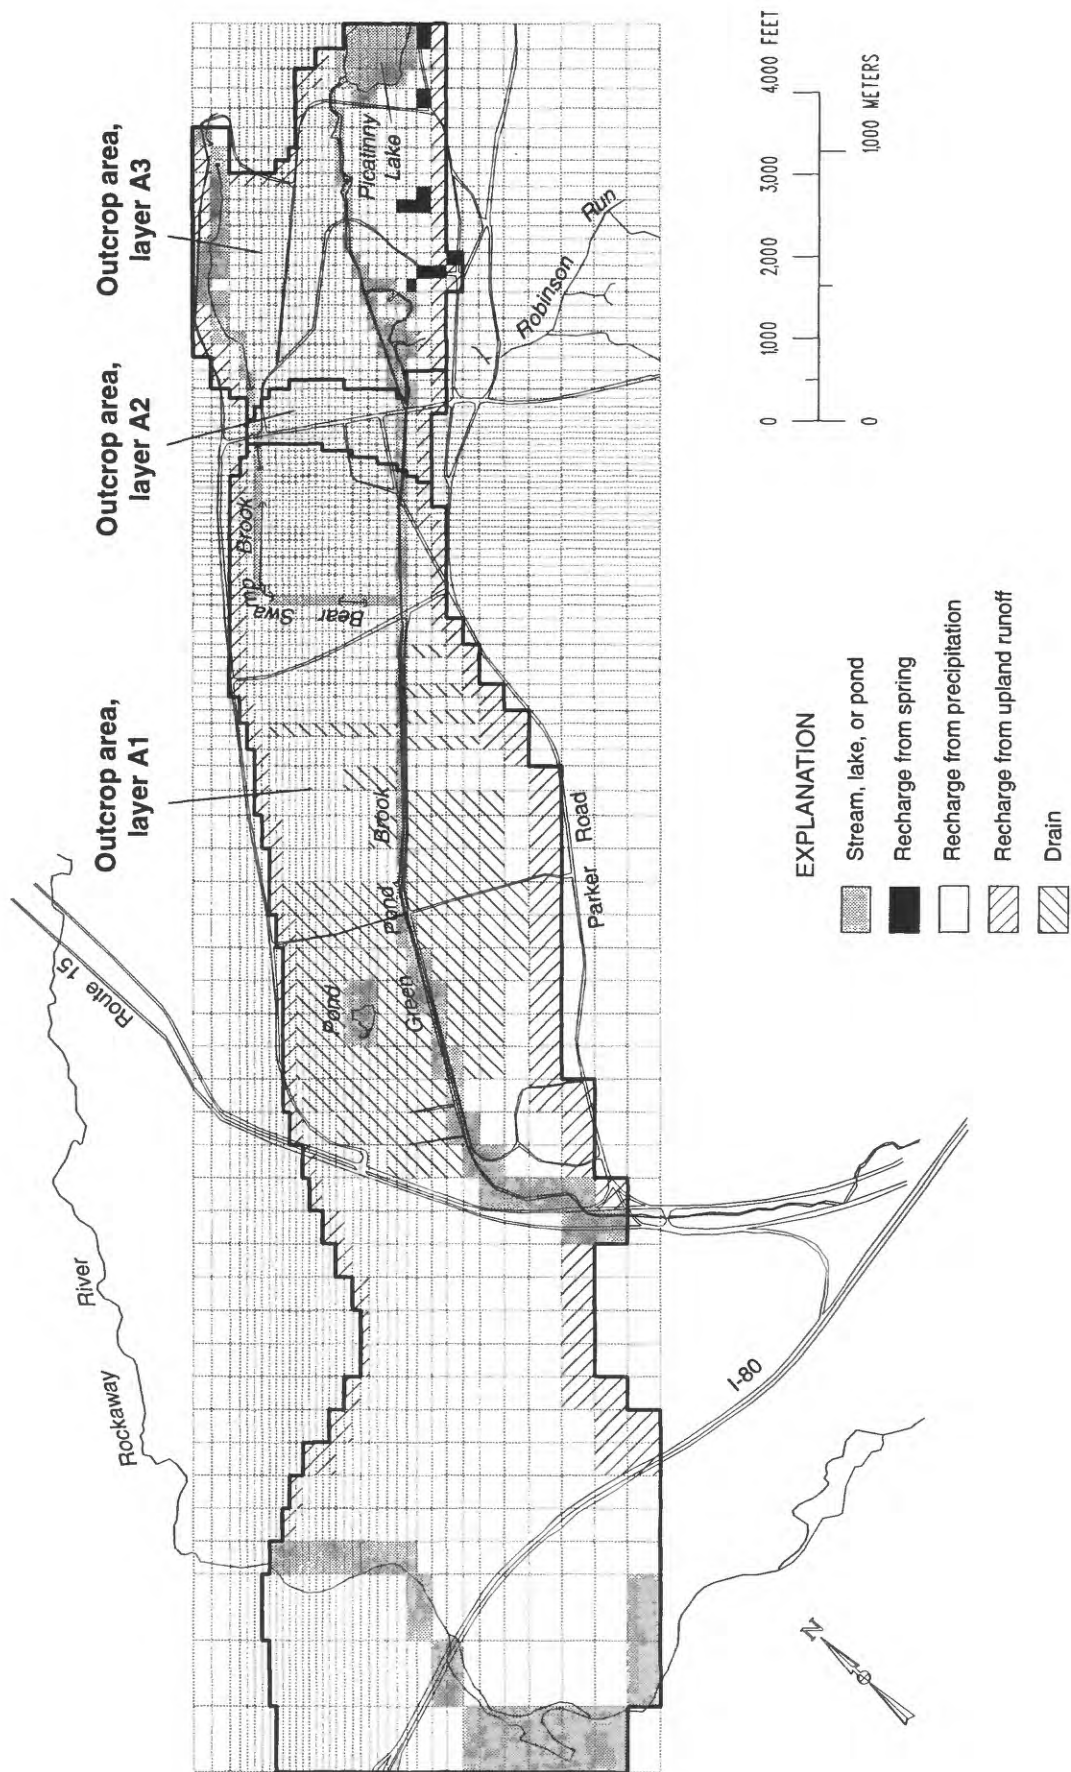 Outcrop area,
layer A1
Outcrop area,
layer A2
Outcrop area,
layer A3
Route 15
Rockaway
River
Pond
Green
Pond
Brook
Swamp
Brook
Bear
Picatinny
Lake
Parker
Road
I-80
Robinson
Run
N
EXPLANATION
Stream, lake, or pond
Recharge from spring
Recharge from precipitation
Recharge from upland runoff
Drain
0 1,000 2,000 3,000 4,000 FEET
0 1,000 METERS